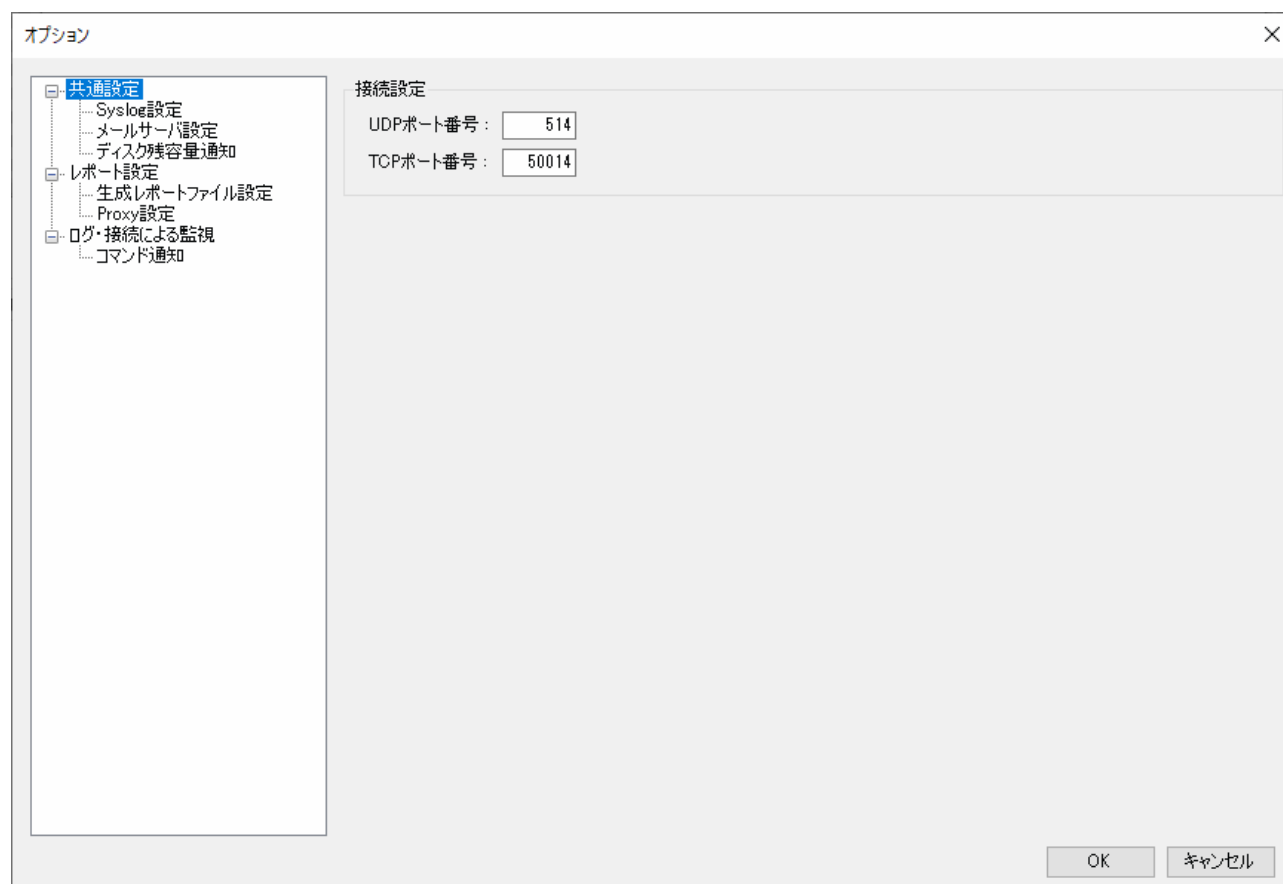 オプション
共通設定
Syslog設定
メールサーバ設定
ディスク残容量通知
レポート設定
生成レポートファイル設定
Proxy設定
ログ・接続による監視
コマンド通知
接続設定
UDPポート番号： 514
TCPポート番号： 50014
OK キャンセル